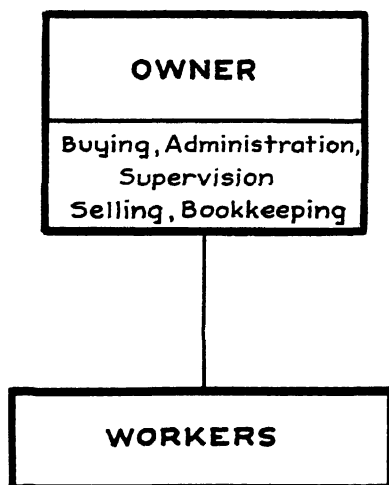 OWNER
Buying, Administration,
Supervision
Selling, Bookkeeping
WORKERS